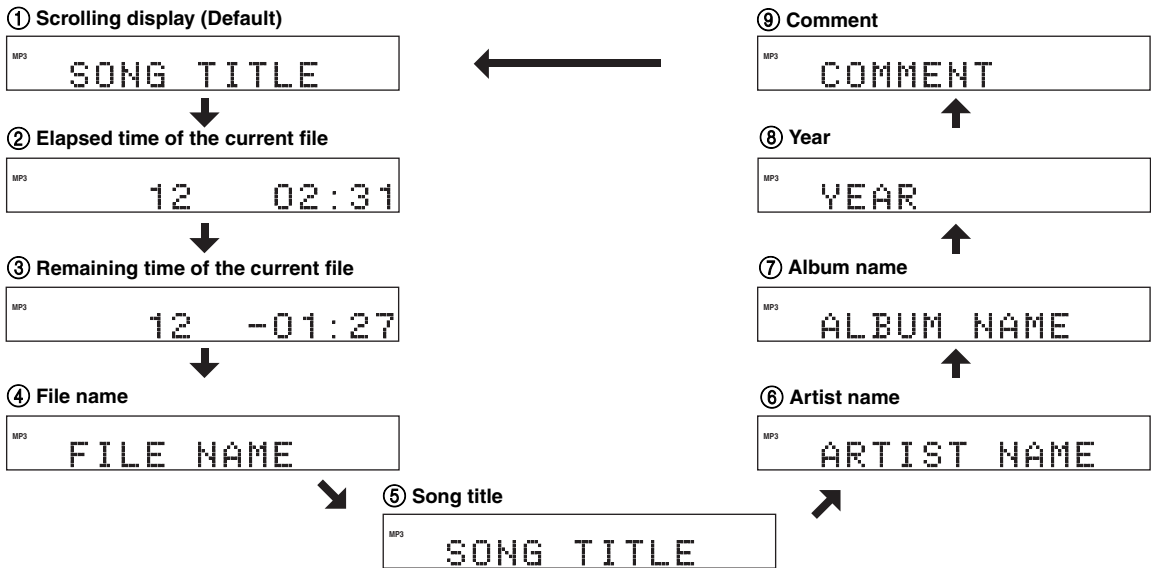 ① Scrolling display (Default)
MP3
SONG TITLE
② Elapsed time of the current file
MP3
12 02:31
③ Remaining time of the current file
MP3
12 -01:27
④ File name
MP3
FILE NAME
⑤ Song title
MP3
SONG TITLE
⑥ Artist name
MP3
ARTIST NAME
⑦ Album name
MP3
ALBUM NAME
⑧ Year
MP3
YEAR
⑨ Comment
MP3
COMMENT